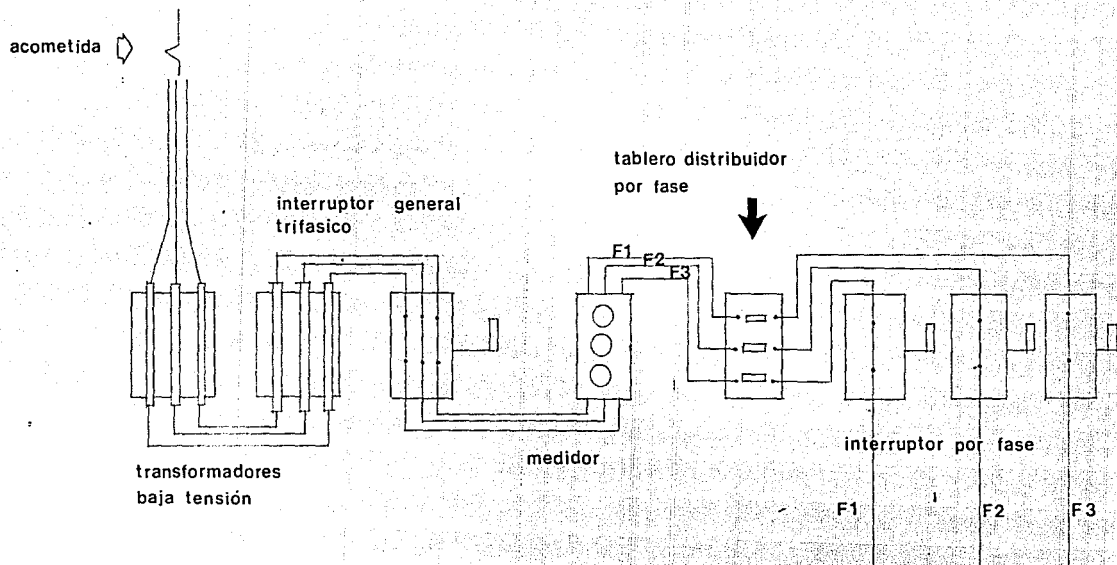 acometida
tablero distribuidor
por fase
interruptor general
trifasico
F1
F2
F3
transformadores
baja tensión
medidor
interruptor por fase
F1
F2
F3